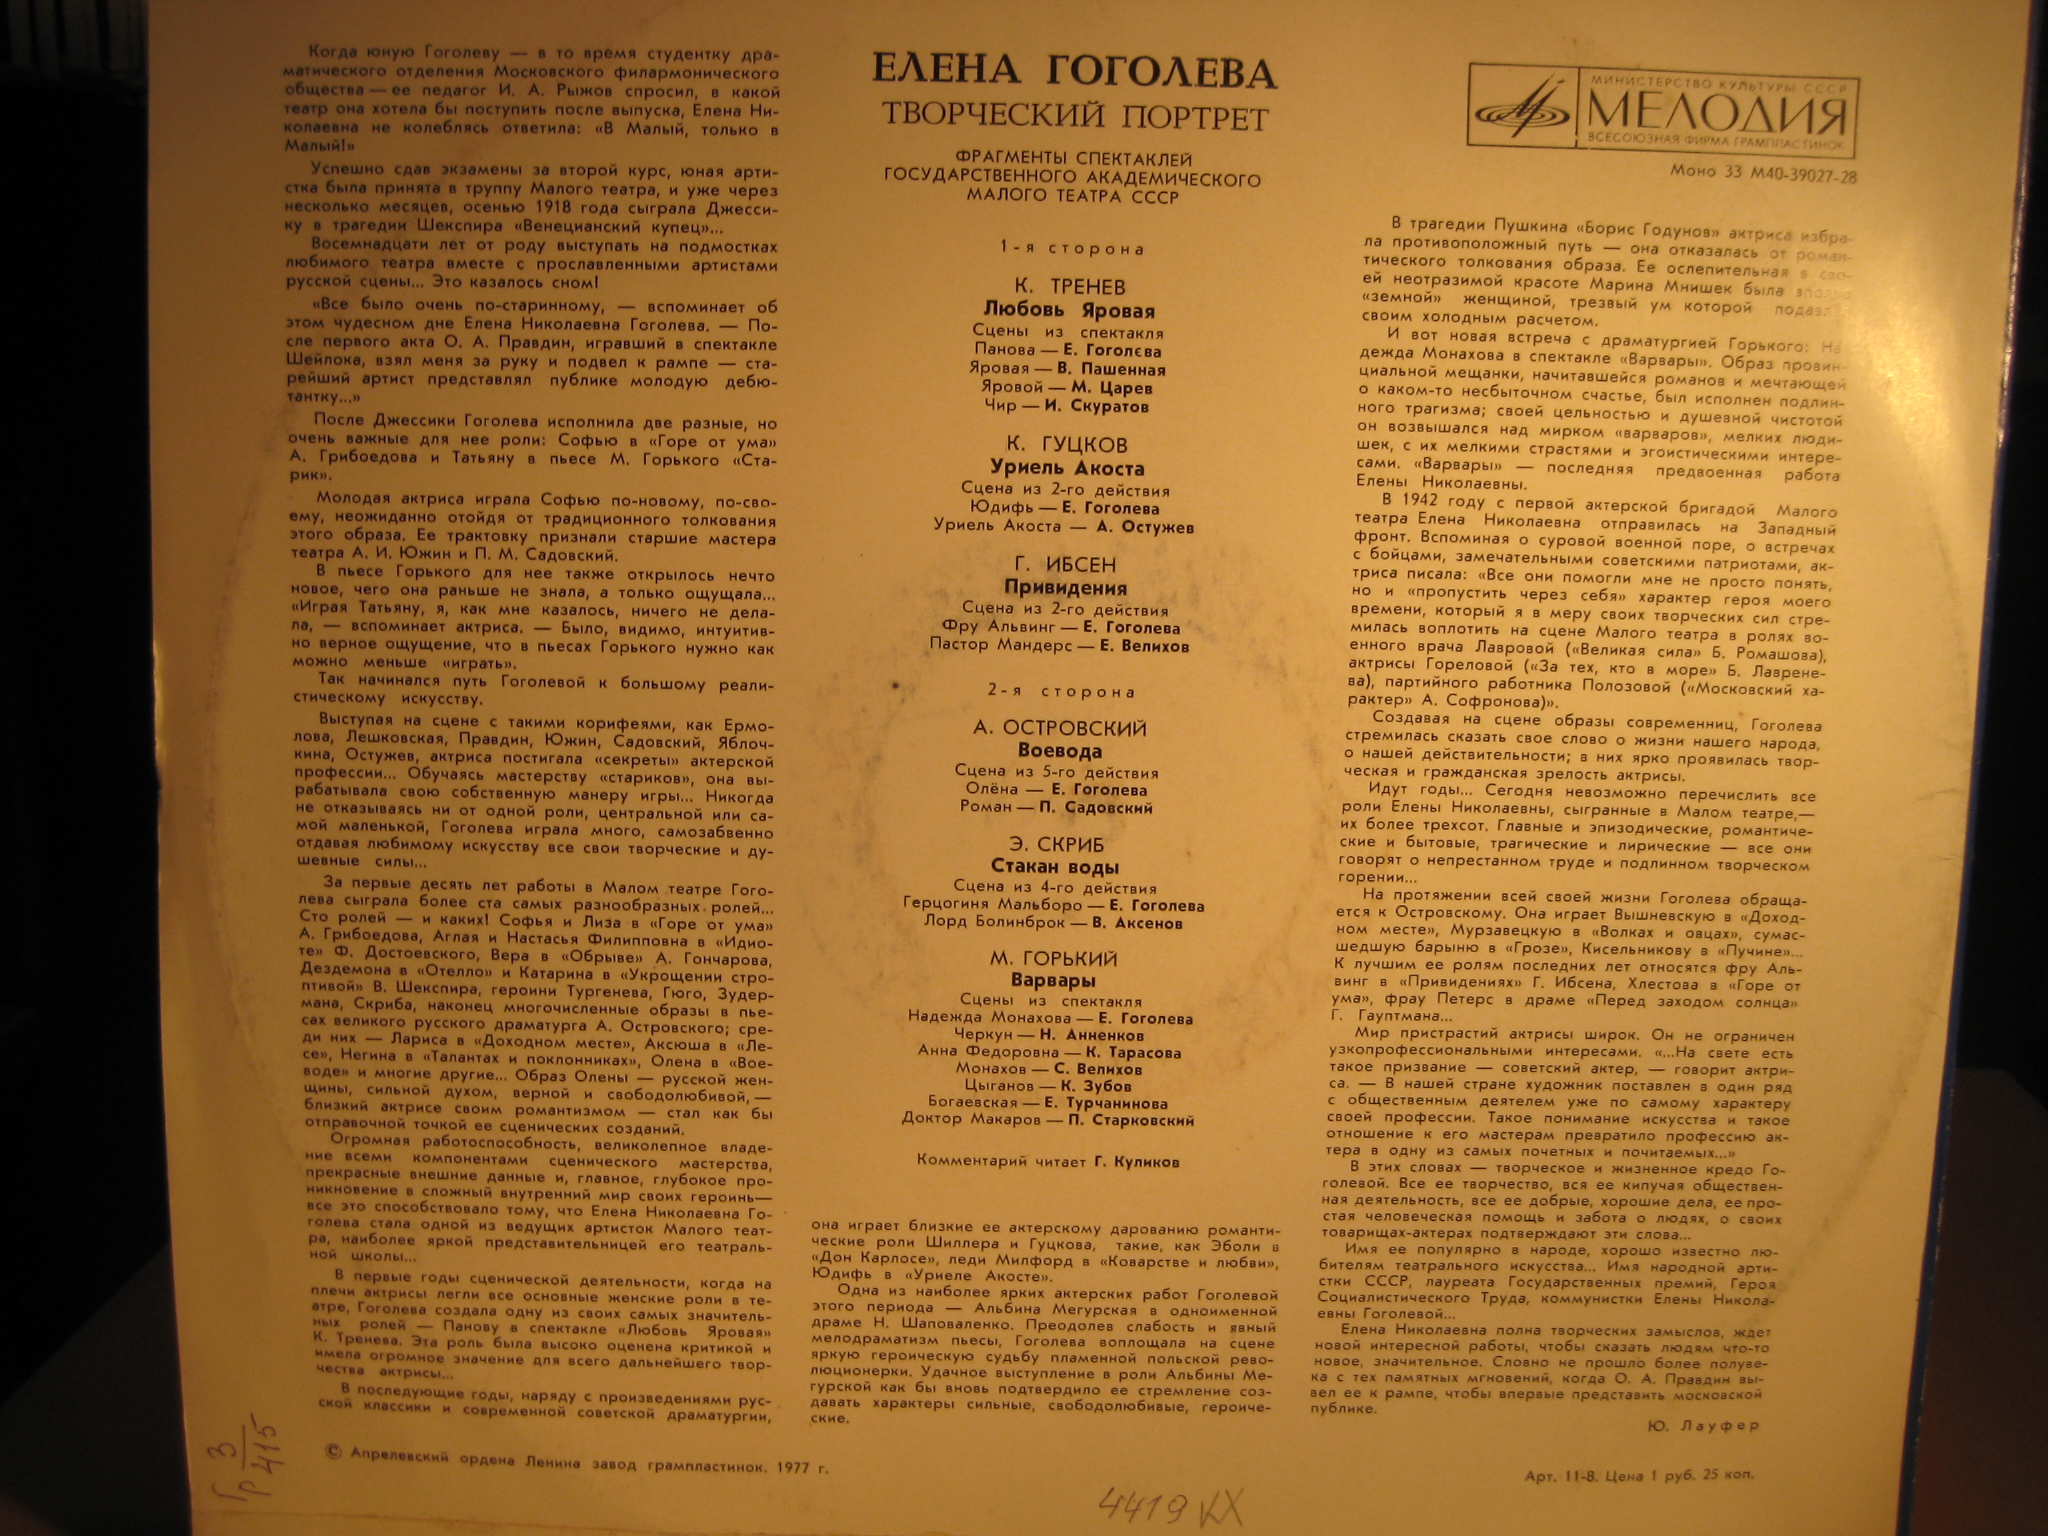 Когда юную Гоголеву — в то время студентку дра-
матического отделения Московского филармонического
общества — ее педагог И. А. Рыжов спросил, в какой
театр она хотела бы поступить после выпуска, Елена Ни-
колаевна не колеблясь ответила: «В Малый, только в
Малый!»
Успешно сдав экзамены за второй курс, юная арти-
стка была принята в труппу Малого театра, и уже через
несколько месяцев, осенью 1918 года сыграла Джесси-
ку в трагедии Шекспира «Венецианский купец»...
Восемнадцати лет от роду выступать на подмостках
любимого театра вместе с прославленными артистами
русской сцены... Это казалось сном!
«Все было очень по-старинному, — вспоминает об
этом чудесном дне Елена Николаевна Гоголева. — По-
сле первого акта О. А. Правдин, игравший в спектакле
Шейлока, взял меня за руку и подвел к рампе — ста-
рейший артист представлял публике молодую дебю-
тантку...»
После Джессики Гоголева исполнила две разные, но
очень важные для нее роли: Софью в «Горе от ума»
А. Грибоедова и Татьяну в пьесе М. Горького «Ста-
рик».
Молодая актриса играла Софью по-новому, по-сво-
ему, неожиданно отойдя от традиционного толкования
этого образа. Ее трактовку признали старшие мастера
театра А. И. Южин и П. М. Садовский.
В пьесе Горького для нее также открылось нечто
новое, чего она раньше не знала, а только ощущала...
«Играя Татьяну, я, как мне казалось, ничего не дела-
ла, — вспоминает актриса. — Было, видимо, интуитив-
но верное ощущение, что в пьесах Горького нужно как
можно меньше «играть».
Так начинался путь Гоголевой к большому реали-
стическому искусству.
Выступая на сцене с такими корифеями, как Ермо-
лова, Лешковская, Правдин, Южин, Садовский, Яблоч-
кина, Остужев, актриса постигала «секреты» актерской
профессии... Обучаясь мастерству «стариков», она вы-
рабатывала свою собственную манеру игры... Никогда
не отказываясь ни от одной роли, центральной или са-
мой маленькой, Гоголева играла много, самозабвенно
отдавая любимому искусству все свои творческие и ду-
шевные силы...
За первые десять лет работы в Малом театре Гого-
лева сыграла более ста самых разнообразных ролей...
Сто ролей — и каких! Софья и Лиза в «Горе от ума»
А. Грибоедова, Аглая и Настасья Филипповна в «Идио-
те» Ф. Достоевского, Вера в «Обрыве» А. Гончарова,
Дездемона в «Отелло» и Катарина в «Укрощении стро-
птивой» В. Шекспира, героини Тургенева, Гюго, Зудер-
мана, Скриба, наконец многочисленные образы в пье-
сах великого русского драматурга А. Островского; сре-
ди них — Лариса в «Доходном месте», Аксюша в «Ле-
се», Негина в «Талантах и поклонниках», Олена в «Вое-
воде» и многие другие... Образ Олены — русской жен-
щины, сильной духом, верной и свободолюбивой, —
близкий актрисе своим романтизмом — стал как бы
отправочной точкой ее сценических созданий.
Огромная работоспособность, великолепное владе-
ние всеми компонентами сценического мастерства,
прекрасные внешние данные и, главное, глубокое про-
никновение в сложный внутренний мир своих героинь—
все это способствовало тому, что Елена Николаевна Го-
голева стала одной из ведущих артисток Малого теат-
ра, наиболее яркой представительницей его театраль-
ной школы...
В первые годы сценической деятельности, когда на
плечи актрисы легли все основные женские роли в те-
атре, Гоголева создала одну из своих самых значитель-
ных ролей — Панову в спектакле «Любовь Яровая»
К. Тренева. Эта роль была высоко оценена критикой и
имела огромное значение для всего дальнейшего твор-
чества актрисы...
В последующие годы, наряду с произведениями рус-
ской классики и современной советской драматургии,
© Апрелевский ордена Ленина завод грампластинок. 1977 г.
ЕЛЕНА ГОГОЛЕВА
ТВОРЧЕСКИЙ ПОРТРЕТ
ФРАГМЕНТЫ СПЕКТАКЛЕЙ
ГОСУДАРСТВЕННОГО АКАДЕМИЧЕСКОГО
МАЛОГО ТЕАТРА СССР
1-я сторона
К. ТРЕНЕВ
Любовь Яровая
Сцены из спектакля
Панова — Е. Гоголева
Яровая — В. Пашенная
Яровой — М. Царев
Чир — И. Скуратов
К. ГУЦКОВ
Уриель Акоста
Сцена из 2-го действия
Юдифь — Е. Гоголева
Уриель Акоста — А. Остужев
Г. ИБСЕН
Привидения
Сцена из 2-го действия
Фру Альвинг — Е. Гоголева
Пастор Мандерс — Е. Велихов
2-я сторона
А. ОСТРОВСКИЙ
Воевода
Сцена из 5-го действия
Олёна — Е. Гоголева
Роман — П. Садовский
Э. СКРИБ
Стакан воды
Сцена из 4-го действия
Герцогиня Мальборо — Е. Гоголева
Лорд Болинброк — В. Аксенов
М. ГОРЬКИЙ
Варвары
Сцены из спектакля
Надежда Монахова — Е. Гоголева
Черкун — Н. Анненков
Анна Федоровна — К. Тарасова
Монахов — С. Велихов
Цыганов — К. Зубов
Богаевская — Е. Турчанинова
Доктор Макаров — П. Старковский
Комментарий читает Г. Куликов
она играет близкие ее актерскому дарованию романти-
ческие роли Шиллера и Гуцкова, такие, как Эболи в
«Дон Карлосе», леди Милфорд в «Коварстве и любви»,
Юдифь в «Уриеле Акосте».
Одна из наиболее ярких актерских работ Гоголевой
этого периода — Альбина Мегурская в одноименной
драме Н. Шаповаленко. Преодолев слабость и явный
мелодраматизм пьесы, Гоголева воплощала на сцене
яркую героическую судьбу пламенной польской рево-
люционерки. Удачное выступление в роли Альбины Ме-
гурской как бы вновь подтвердило ее стремление соз-
давать характеры сильные, свободолюбивые, героиче-
ские.
МИНИСТЕРСТВО КУЛЬТУРЫ СССР
МЕЛОДИЯ
ВСЕСОЮЗНАЯ ФИРМА ГРАМПЛАСТИНОК
Моно 33 М40-39027-28
В трагедии Пушкина «Борис Годунов» актриса избра-
ла противоположный путь — она отказалась от роман-
тического толкования образа. Ее ослепительная в сво-
ей неотразимой красоте Марина Мнишек была вполне
«земной» женщиной, трезвый ум которой подавлял
своим холодным расчетом.
И вот новая встреча с драматургией Горького: На-
дежда Монахова в спектакле «Варвары». Образ провин-
циальной мещанки, начитавшейся романов и мечтающей
о каком-то несбыточном счастье, был исполнен подлин-
ного трагизма; своей цельностью и душевной чистотой
он возвышался над мирком «варваров», мелких люди-
шек, с их мелкими страстями и эгоистическими интере-
сами. «Варвары» — последняя предвоенная работа
Елены Николаевны.
В 1942 году с первой актерской бригадой Малого
театра Елена Николаевна отправилась на Западный
фронт. Вспоминая о суровой военной поре, о встречах
с бойцами, замечательными советскими патриотами, ак-
триса писала: «Все они помогли мне не просто понять,
но и «пропустить через себя» характер героя моего
времени, который я в меру своих творческих сил стре-
милась воплотить на сцене Малого театра в ролях во-
енного врача Лавровой («Великая сила» Б. Ромашова),
актрисы Гореловой («За тех, кто в море» Б. Лаврене-
ва), партийного работника Полозовой («Московский ха-
рактер» А. Софронова)».
Создавая на сцене образы современниц, Гоголева
стремилась сказать свое слово о жизни нашего народа,
о нашей действительности; в них ярко проявилась твор-
ческая и гражданская зрелость актрисы.
Идут годы... Сегодня невозможно перечислить все
роли Елены Николаевны, сыгранные в Малом театре,—
их более трехсот. Главные и эпизодические, романтиче-
ские и бытовые, трагические и лирические — все они
говорят о непрестанном труде и подлинном творческом
горении...
На протяжении всей своей жизни Гоголева обраща-
ется к Островскому. Она играет Вышневскую в «Доход-
ном месте», Мурзавецкую в «Волках и овцах», сумас-
шедшую барыню в «Грозе», Кисельникову в «Пучине»...
К лучшим ее ролям последних лет относятся фру Аль-
винг в «Привидениях» Г. Ибсена, Хлестова в «Горе от
ума», фрау Петерс в драме «Перед заходом солнца»
Г. Гауптмана...
Мир пристрастий актрисы широк. Он не ограничен
узкопрофессиональными интересами. «...На свете есть
такое призвание — советский актер, — говорит актри-
са. — В нашей стране художник поставлен в один ряд
с общественным деятелем уже по самому характеру
своей профессии. Такое понимание искусства и такое
отношение к его мастерам превратило профессию ак-
тера в одну из самых почетных и почитаемых...»
В этих словах — творческое и жизненное кредо Го-
голевой. Все ее творчество, вся ее кипучая обществен-
ная деятельность, все ее добрые, хорошие дела, ее про-
стая человеческая помощь и забота о людях, о своих
товарищах-актерах подтверждают эти слова...
Имя ее популярно в народе, хорошо известно лю-
бителям театрального искусства... Имя народной арти-
стки СССР, лауреата Государственных премий, Героя
Социалистического Труда, коммунистки Елены Никола-
евны Гоголевой...
Елена Николаевна полна творческих замыслов, ждет
новой интересной работы, чтобы сказать людям что-то
новое, значительное. Словно не прошло более полуве-
ка с тех памятных мгновений, когда О. А. Правдин вы-
вел ее к рампе, чтобы впервые представить московской
публике.
Ю. Лауфер
Арт. 11-8. Цена 1 руб. 25 коп.
Гр 3
415
4419 КХ